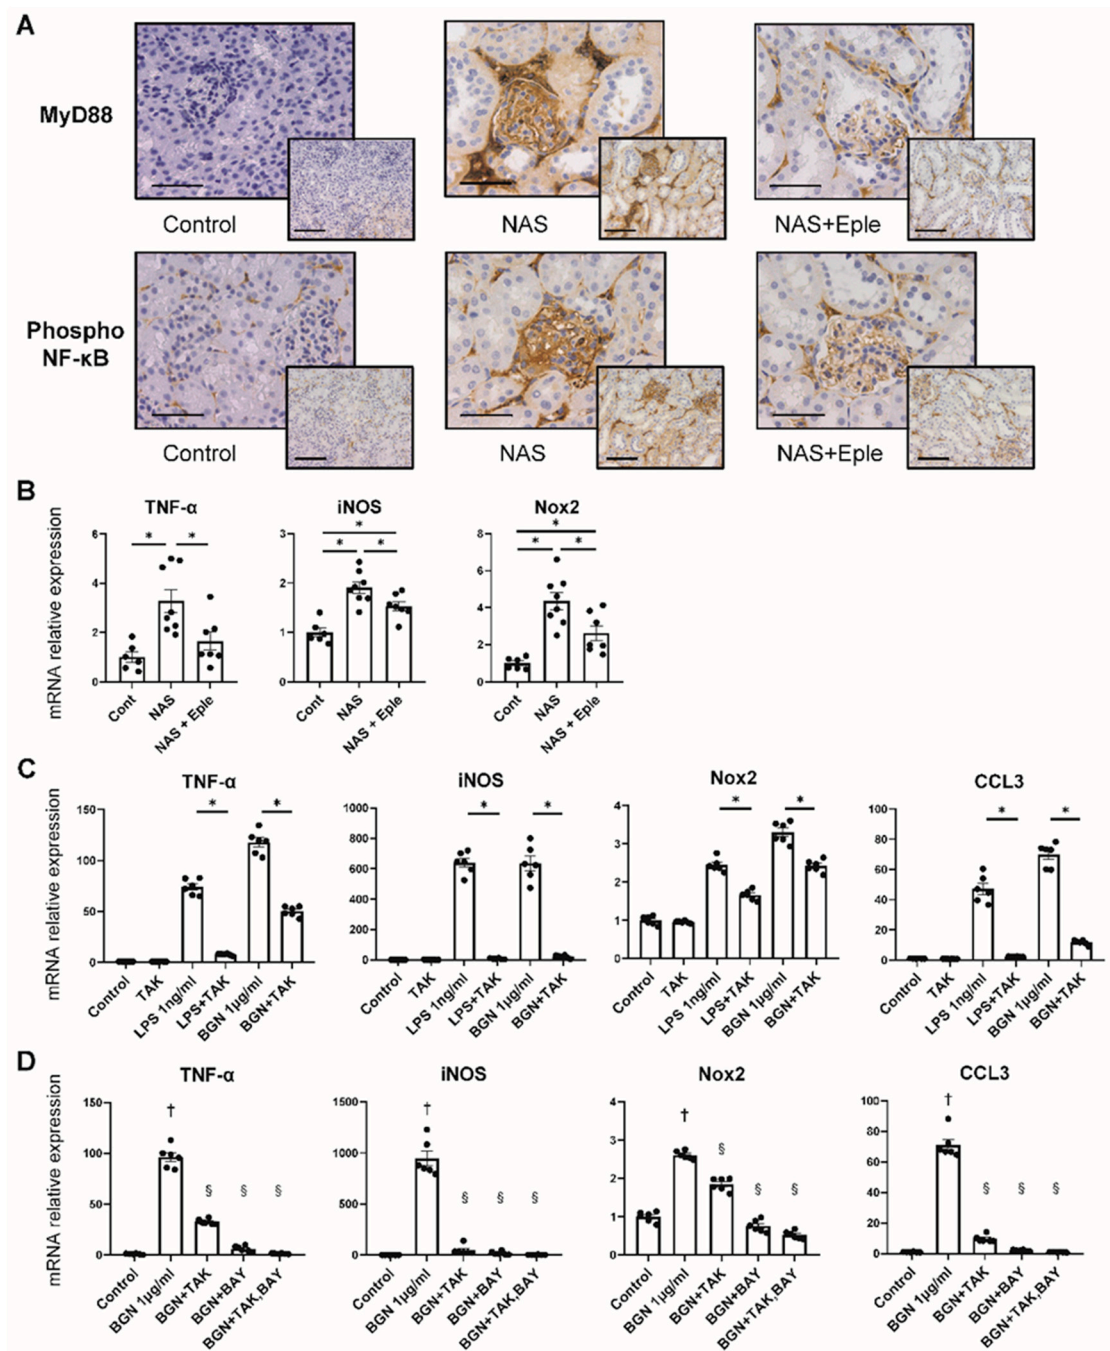 A
MyD88
Control
NAS
NAS+Eple
Phospho
NF-κB
Control
NAS
NAS+Eple
B
mRNA relative expression
TNF-α
6
4
2
0
*
*
Cont
NAS
NAS + Eple
iNOS
3
2
1
0
*
*
*
Cont
NAS
NAS + Eple
Nox2
8
6
4
2
0
*
*
*
Cont
NAS
NAS + Eple
C
mRNA relative expression
TNF-α
150
100
50
0
*
*
Control
TAK
LPS 1ng/ml
LPS+TAK
BGN 1µg/ml
BGN+TAK
iNOS
1000
800
600
400
200
0
*
*
Control
TAK
LPS 1ng/ml
LPS+TAK
BGN 1µg/ml
BGN+TAK
Nox2
4
3
2
1
0
*
*
Control
TAK
LPS 1ng/ml
LPS+TAK
BGN 1µg/ml
BGN+TAK
CCL3
100
80
60
40
20
0
*
*
Control
TAK
LPS 1ng/ml
LPS+TAK
BGN 1µg/ml
BGN+TAK
D
mRNA relative expression
TNF-α
150
100
50
0
†
§
§
§
Control
BGN 1µg/ml
BGN+TAK
BGN+BAY
BGN+TAK,BAY
iNOS
1500
1000
500
0
†
§
§
§
Control
BGN 1µg/ml
BGN+TAK
BGN+BAY
BGN+TAK,BAY
Nox2
4
3
2
1
0
†
§
§
§
Control
BGN 1µg/ml
BGN+TAK
BGN+BAY
BGN+TAK,BAY
CCL3
100
80
60
40
20
0
†
§
§
§
Control
BGN 1µg/ml
BGN+TAK
BGN+BAY
BGN+TAK,BAY